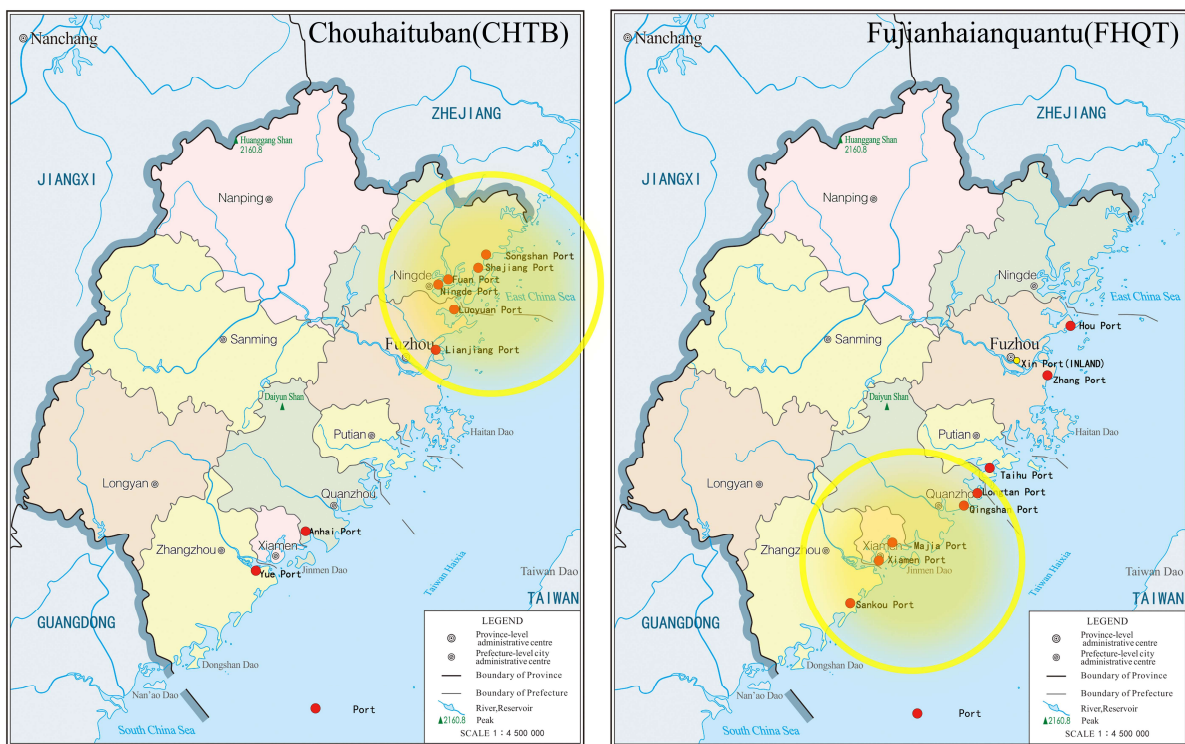 Chouhaituban(CHTB)
Nanchang
ZHEJIANG
Huanggang Shan
2160.8
JIANGXI
Nanping
Songshan Port
Shajiang Port
Ningde
Fuan Port
Ningde Port
East China Sea
Luoyuan Port
Sanming
Fuzhou
Lianjiang Port
Daiyun Shan
Putian
Haitan Dao
Longyan
Quanzhou
Anhai Port
Zhangzhou
Xiamen
Jinmen Dao
Yue Port
Taiwan Haixia
Taiwan Dao
TAIWAN
GUANGDONG
Dongshan Dao
Nan'ao Dao
South China Sea
Port
LEGEND
Province-level
administrative centre
Prefecture-level city
administrative centre
Boundary of Province
Boundary of Prefecture
River,Reservoir
2160.8 Peak
SCALE 1:4 500 000
Fujianhaianquantu(FHQT)
Nanchang
ZHEJIANG
Huanggang Shan
2160.8
JIANGXI
Nanping
Ningde
East China Sea
Hou Port
Sanming
Fuzhou
Xin Port(INLAND)
Zhang Port
Daiyun Shan
Putian
Haitan Dao
Taihu Port
Longyan
Quanzhou
Longtan Port
Qingshan Port
Majia Port
Zhangzhou
Xiamen
Xiamen Port
Jinmen Dao
Taiwan Haixia
Taiwan Dao
TAIWAN
Sankou Port
GUANGDONG
Dongshan Dao
Nan'ao Dao
South China Sea
Port
LEGEND
Province-level
administrative centre
Prefecture-level city
administrative centre
Boundary of Province
Boundary of Prefecture
River,Reservoir
2160.8 Peak
SCALE 1:4 500 000